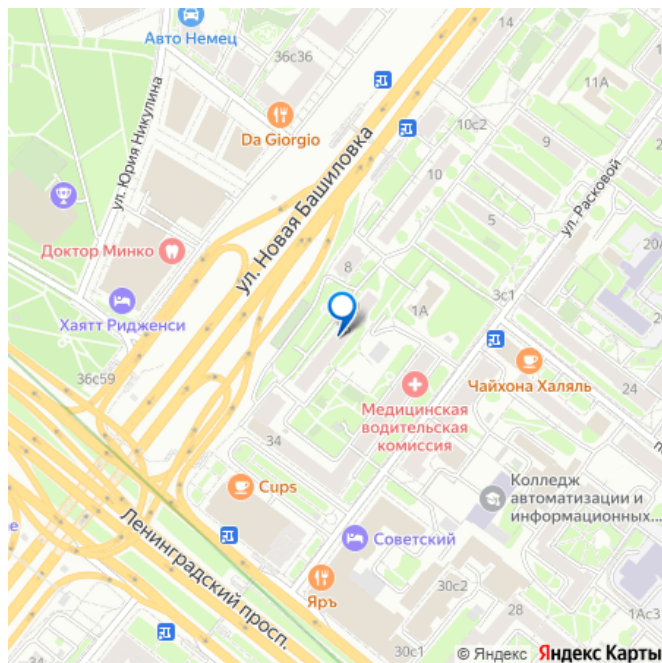 14
Авто Немец
36с36
11А
ул. Юрия Никулина
Da Giorgio
10с2
9
ул. Новая Башиловка
10
ул. Расковой
5
Доктор Минко
8
3с1
1А
Хаятт Ридженси
Чайхона Халяль
36с59
24
Медицинская
водительская
комиссия
34
Cups
Колледж
автоматизации и
информационных...
Ленинградский просп.
Советский
30с2
Яръ
28
1Ас3
34
30с1
© Яндекс Яндекс Карты